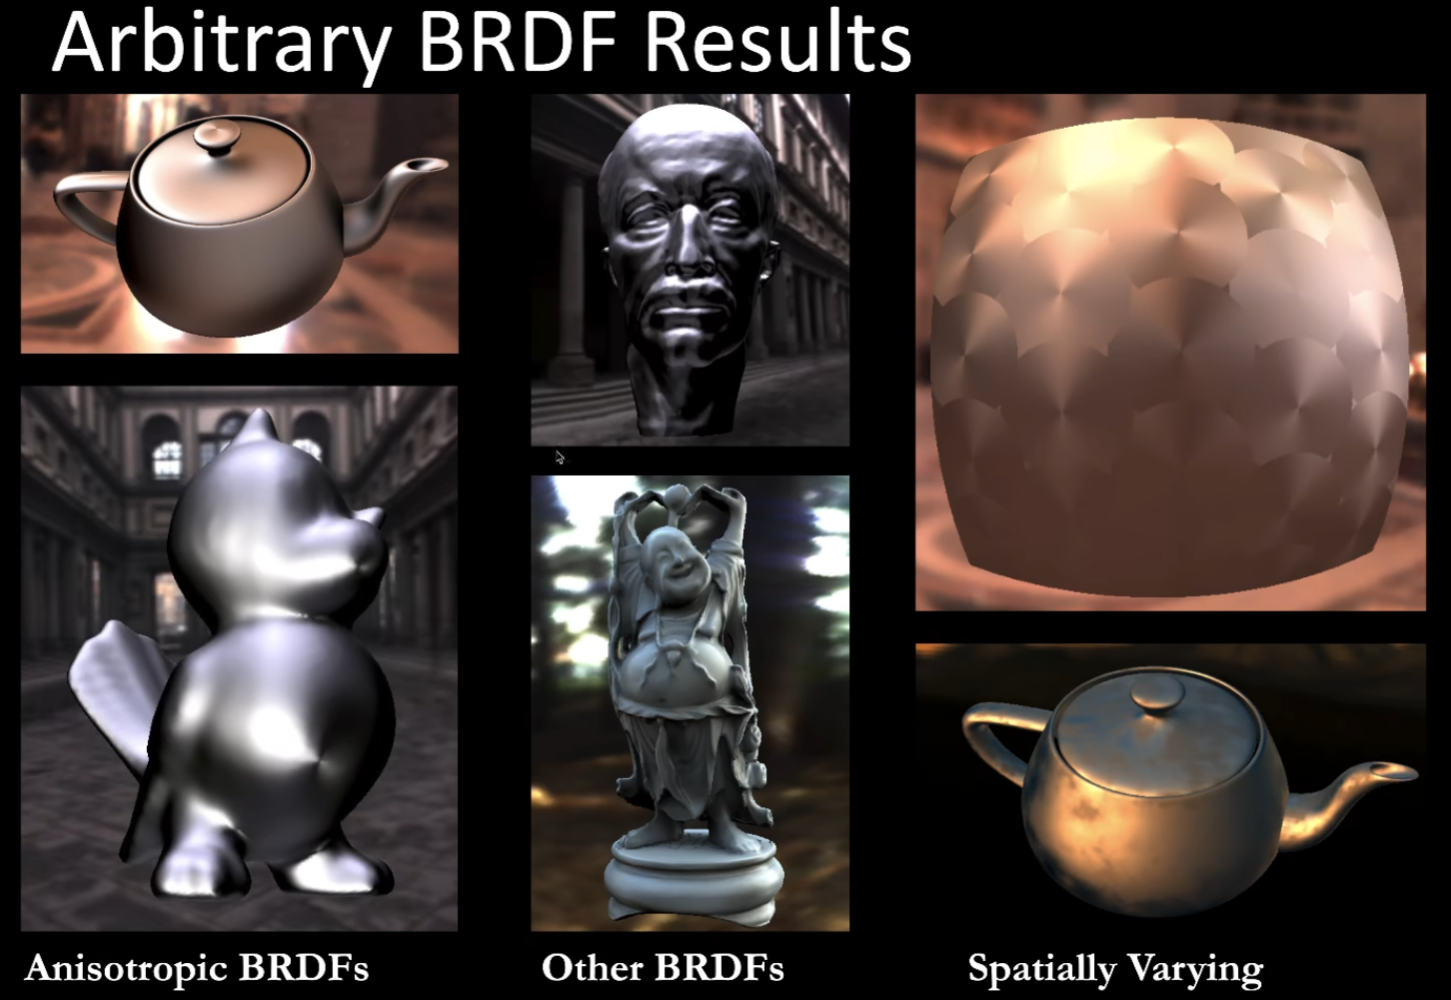 Arbitrary BRDF Results
Anisotropic BRDFs
Other BRDFs
Spatially Varying